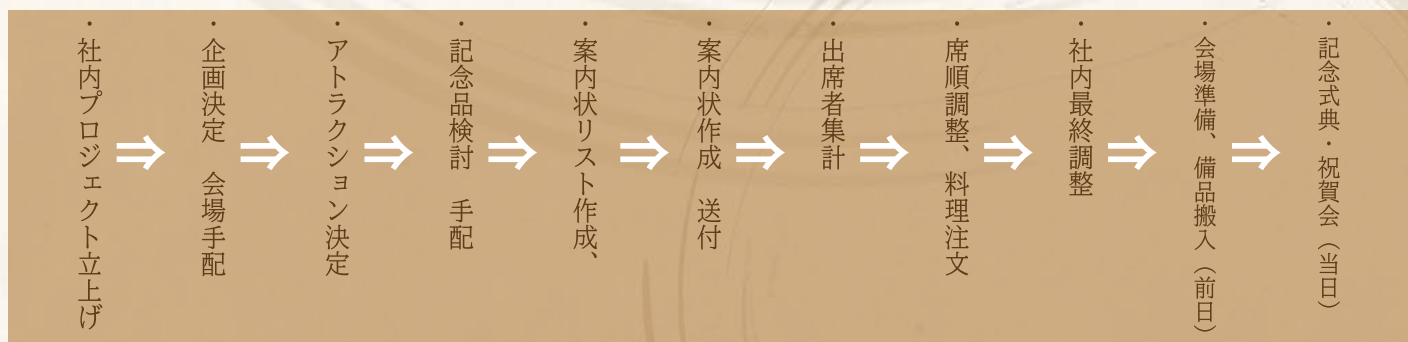 ・社内プロジェクト立上げ
⇒
・企画決定　会場手配
⇒
・アトラクション決定
⇒
・記念品検討　手配
⇒
・案内状リスト作成、
⇒
・案内状作成　送付
⇒
・出席者集計
⇒
・席順調整、料理注文
⇒
・社内最終調整
⇒
・会場準備、備品搬入（前日）
⇒
・記念式典・祝賀会（当日）